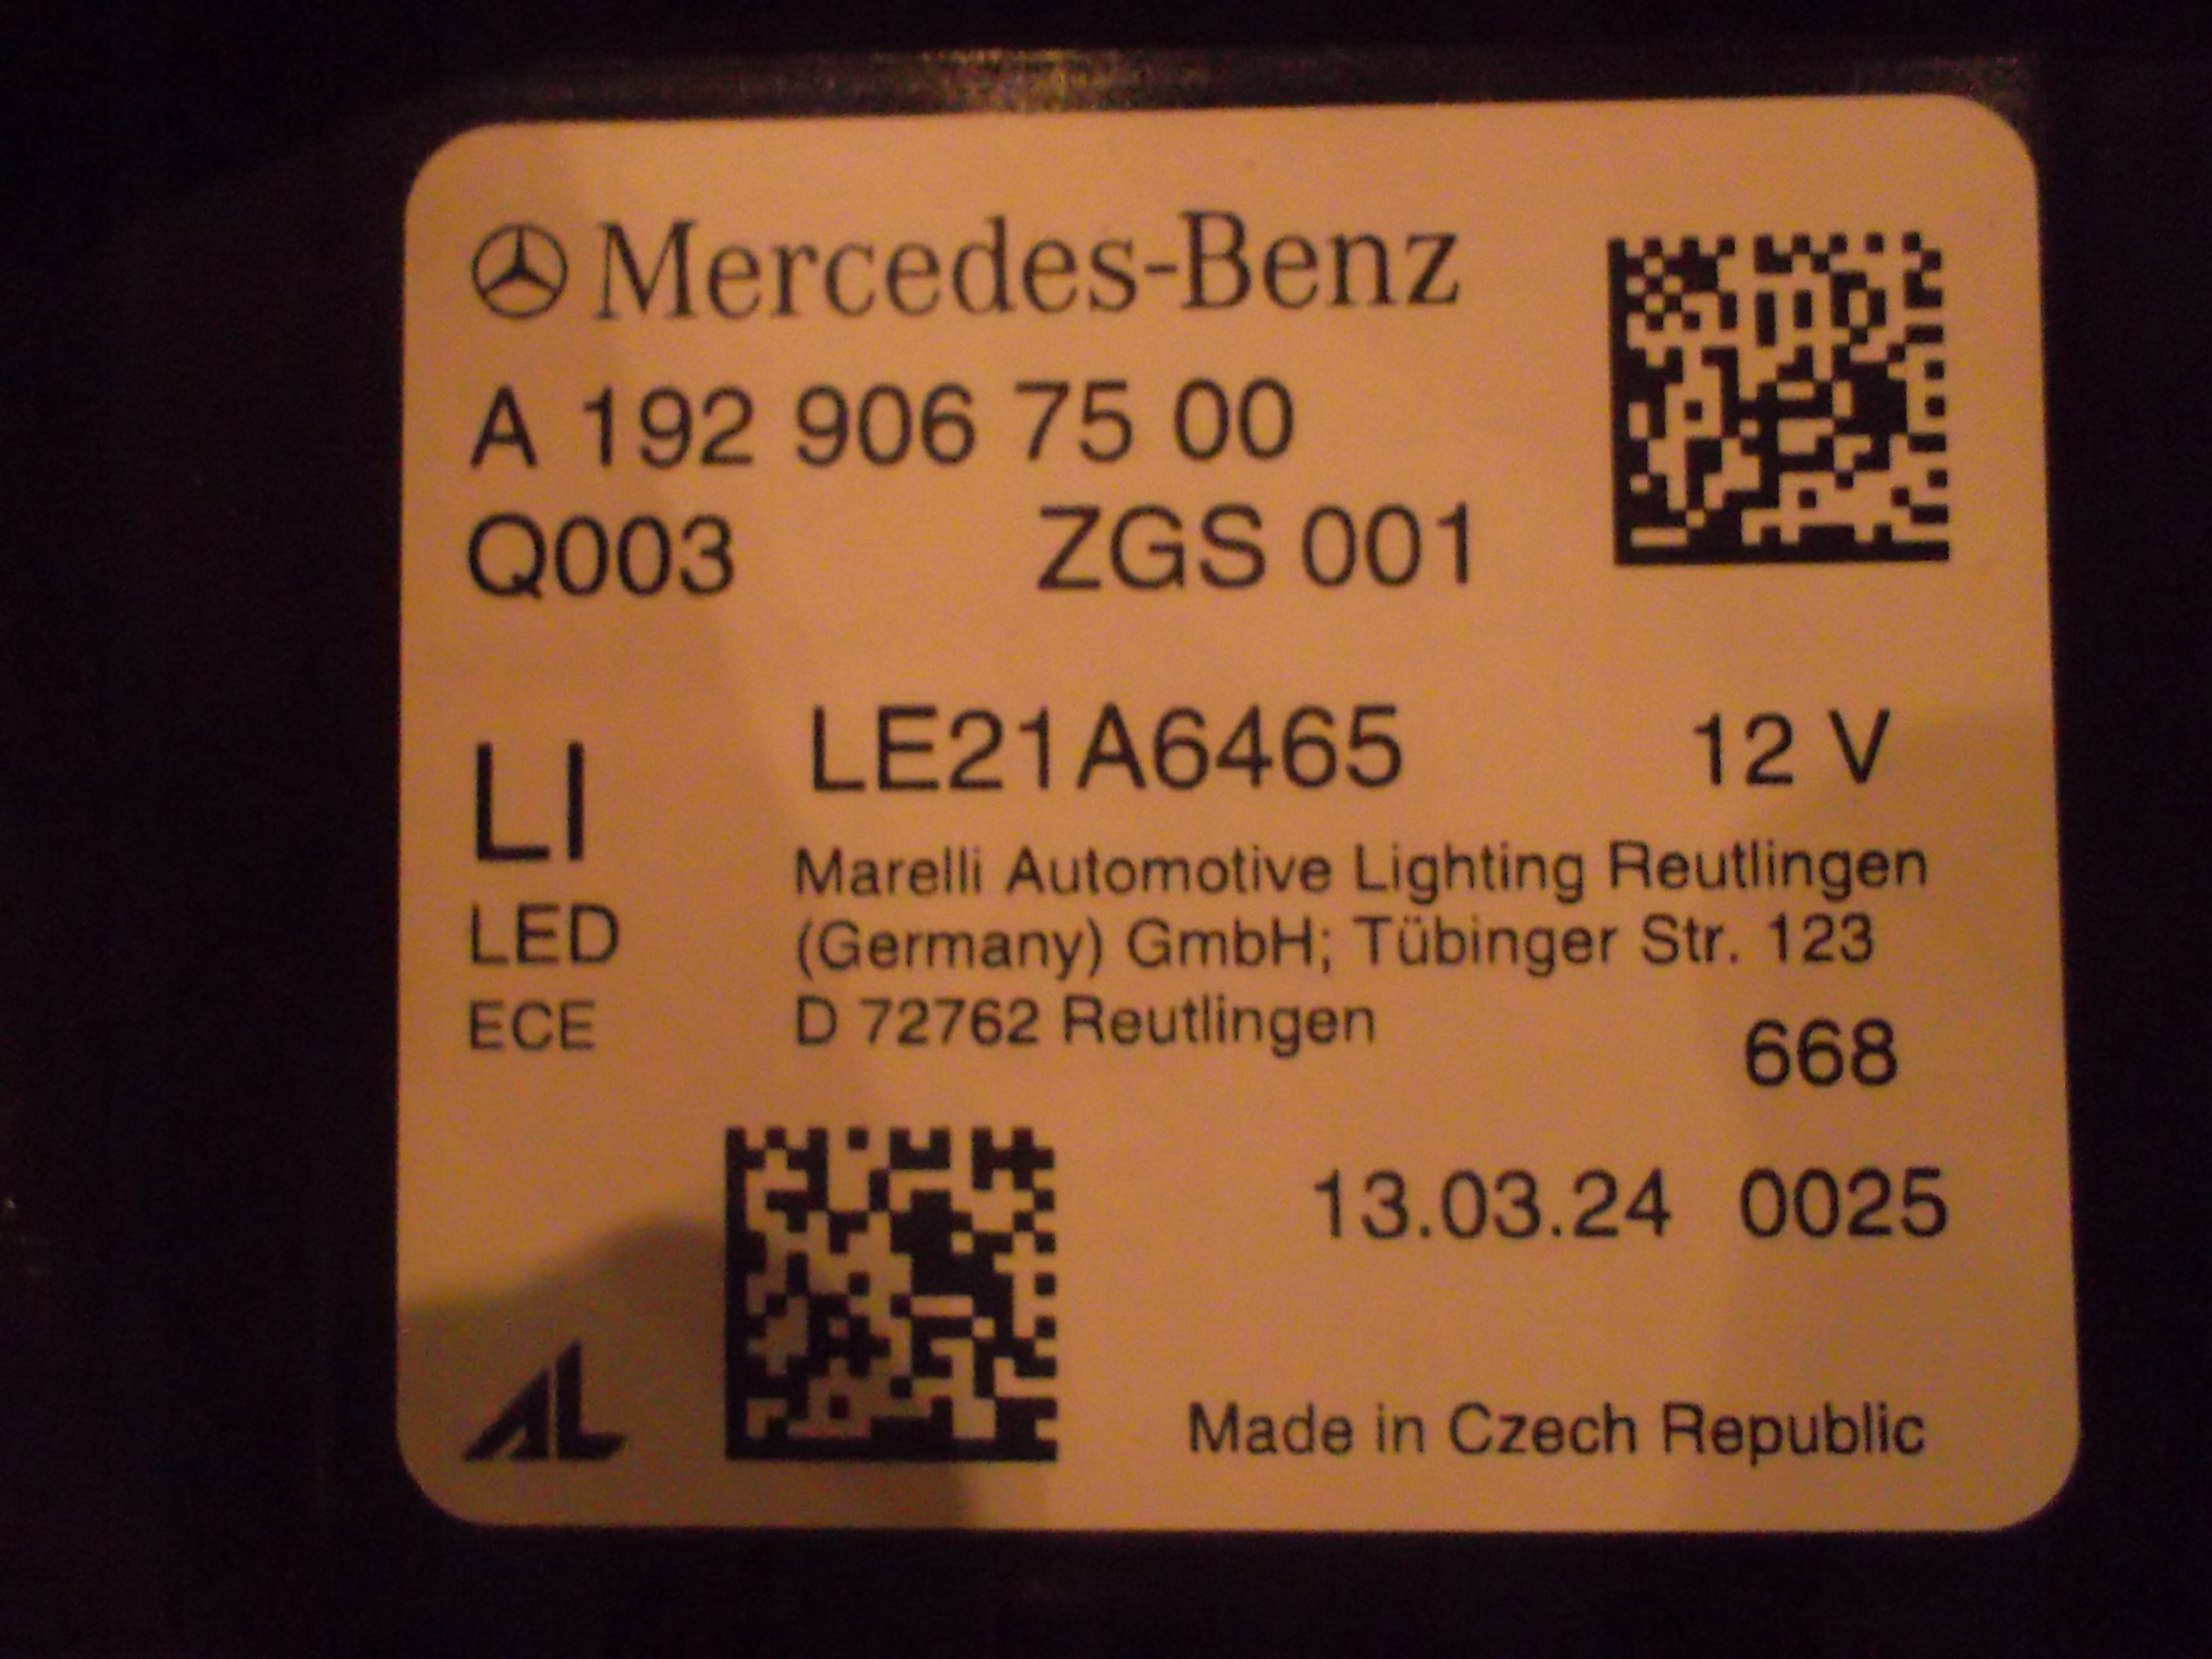 Mercedes-Benz
A 192 906 75 00
Q003 ZGS 001
LE21A6465 12 V
LI
LED
ECE
Marelli Automotive Lighting Reutlingen
(Germany) GmbH; Tübinger Str. 123
D 72762 Reutlingen
668
13.03.24 0025
AL
Made in Czech Republic